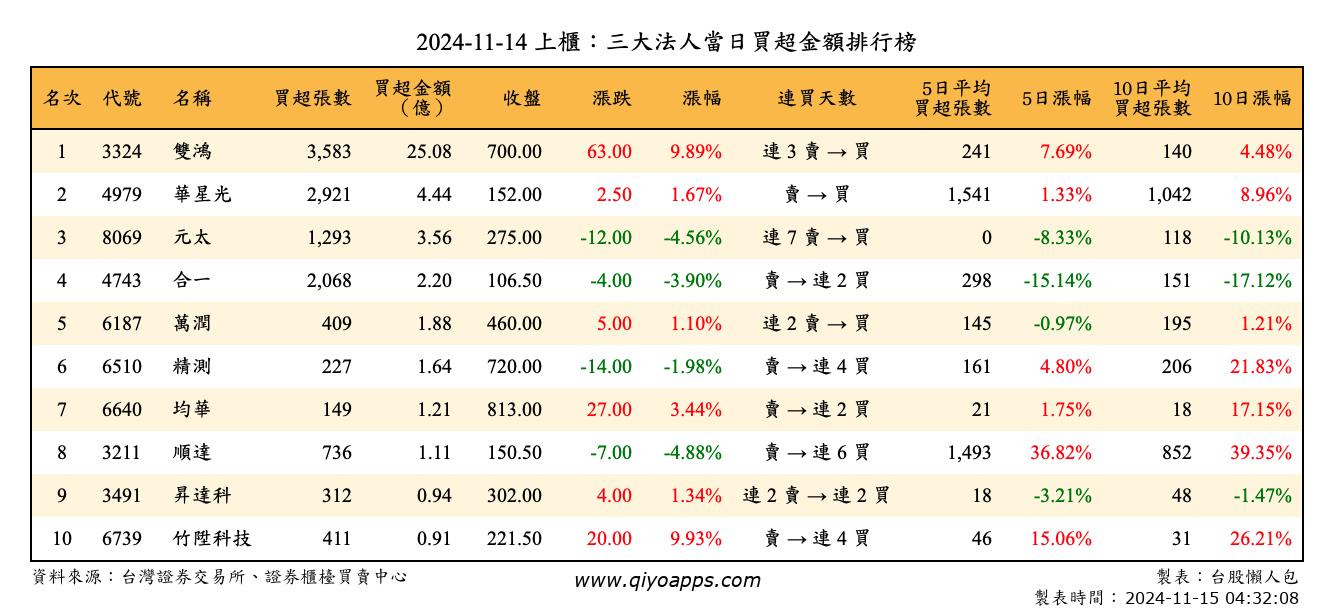 2024-11-14 上櫃：三大法人當日買超金額排行榜
名次 代號 名稱 買超張數 買超金額（億） 收盤 漲跌 漲幅 連買天數 5日平均買超張數 5日漲幅 10日平均買超張數 10日漲幅
1 3324 雙鴻 3,583 25.08 700.00 63.00 9.89% 連 3 賣 → 買 241 7.69% 140 4.48%
2 4979 華星光 2,921 4.44 152.00 2.50 1.67% 賣 → 買 1,541 1.33% 1,042 8.96%
3 8069 元太 1,293 3.56 275.00 -12.00 -4.56% 連 7 賣 → 買 0 -8.33% 118 -10.13%
4 4743 合一 2,068 2.20 106.50 -4.00 -3.90% 賣 → 連 2 買 298 -15.14% 151 -17.12%
5 6187 萬潤 409 1.88 460.00 5.00 1.10% 連 2 賣 → 買 145 -0.97% 195 1.21%
6 6510 精測 227 1.64 720.00 -14.00 -1.98% 賣 → 連 4 買 161 4.80% 206 21.83%
7 6640 均華 149 1.21 813.00 27.00 3.44% 賣 → 連 2 買 21 1.75% 18 17.15%
8 3211 順達 736 1.11 150.50 -7.00 -4.88% 賣 → 連 6 買 1,493 36.82% 852 39.35%
9 3491 昇達科 312 0.94 302.00 4.00 1.34% 連 2 賣 → 連 2 買 18 -3.21% 48 -1.47%
10 6739 竹陞科技 411 0.91 221.50 20.00 9.93% 賣 → 連 4 買 46 15.06% 31 26.21%
資料來源：台灣證券交易所、證券櫃檯買賣中心
www.qiyoapps.com
製表：台股懶人包
製表時間：2024-11-15 04:32:08